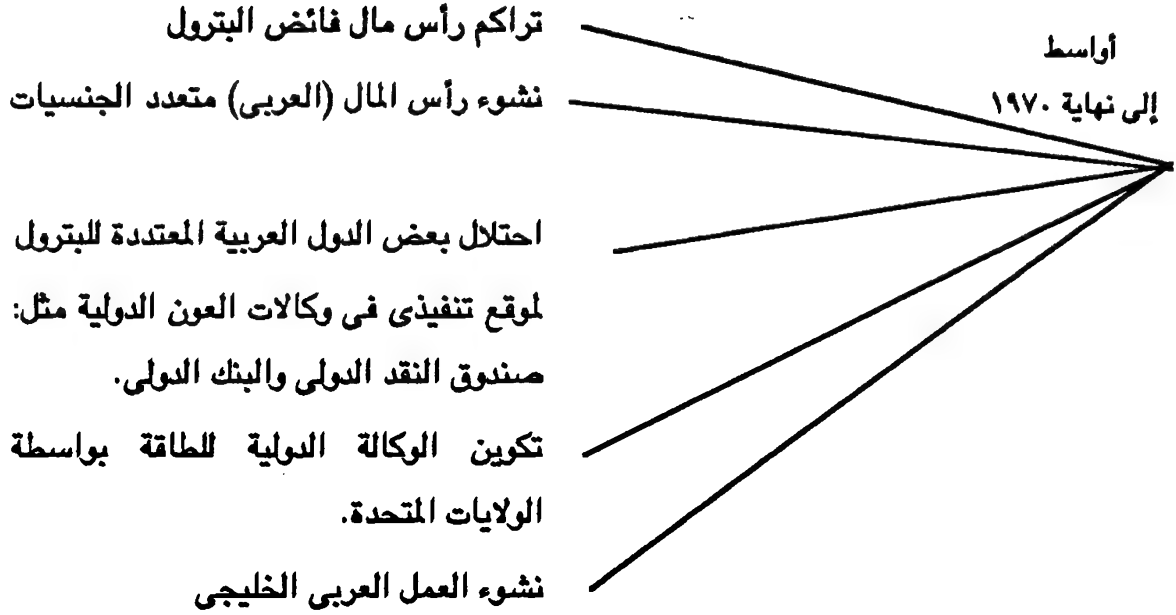 أواسط
إلى نهاية ١٩٧٠
تراكم رأس مال فائض البترول
نشوء رأس المال (العربى) متعدد الجنسيات
احتلال بعض الدول العربية المعتددة للبترول
لموقع تنفيذى فى وكالات العون الدولية مثل:
صندوق النقد الدولى والبنك الدولى.
تكوين الوكالة الدولية للطاقة بواسطة
الولايات المتحدة.
نشوء العمل العربى الخليجى